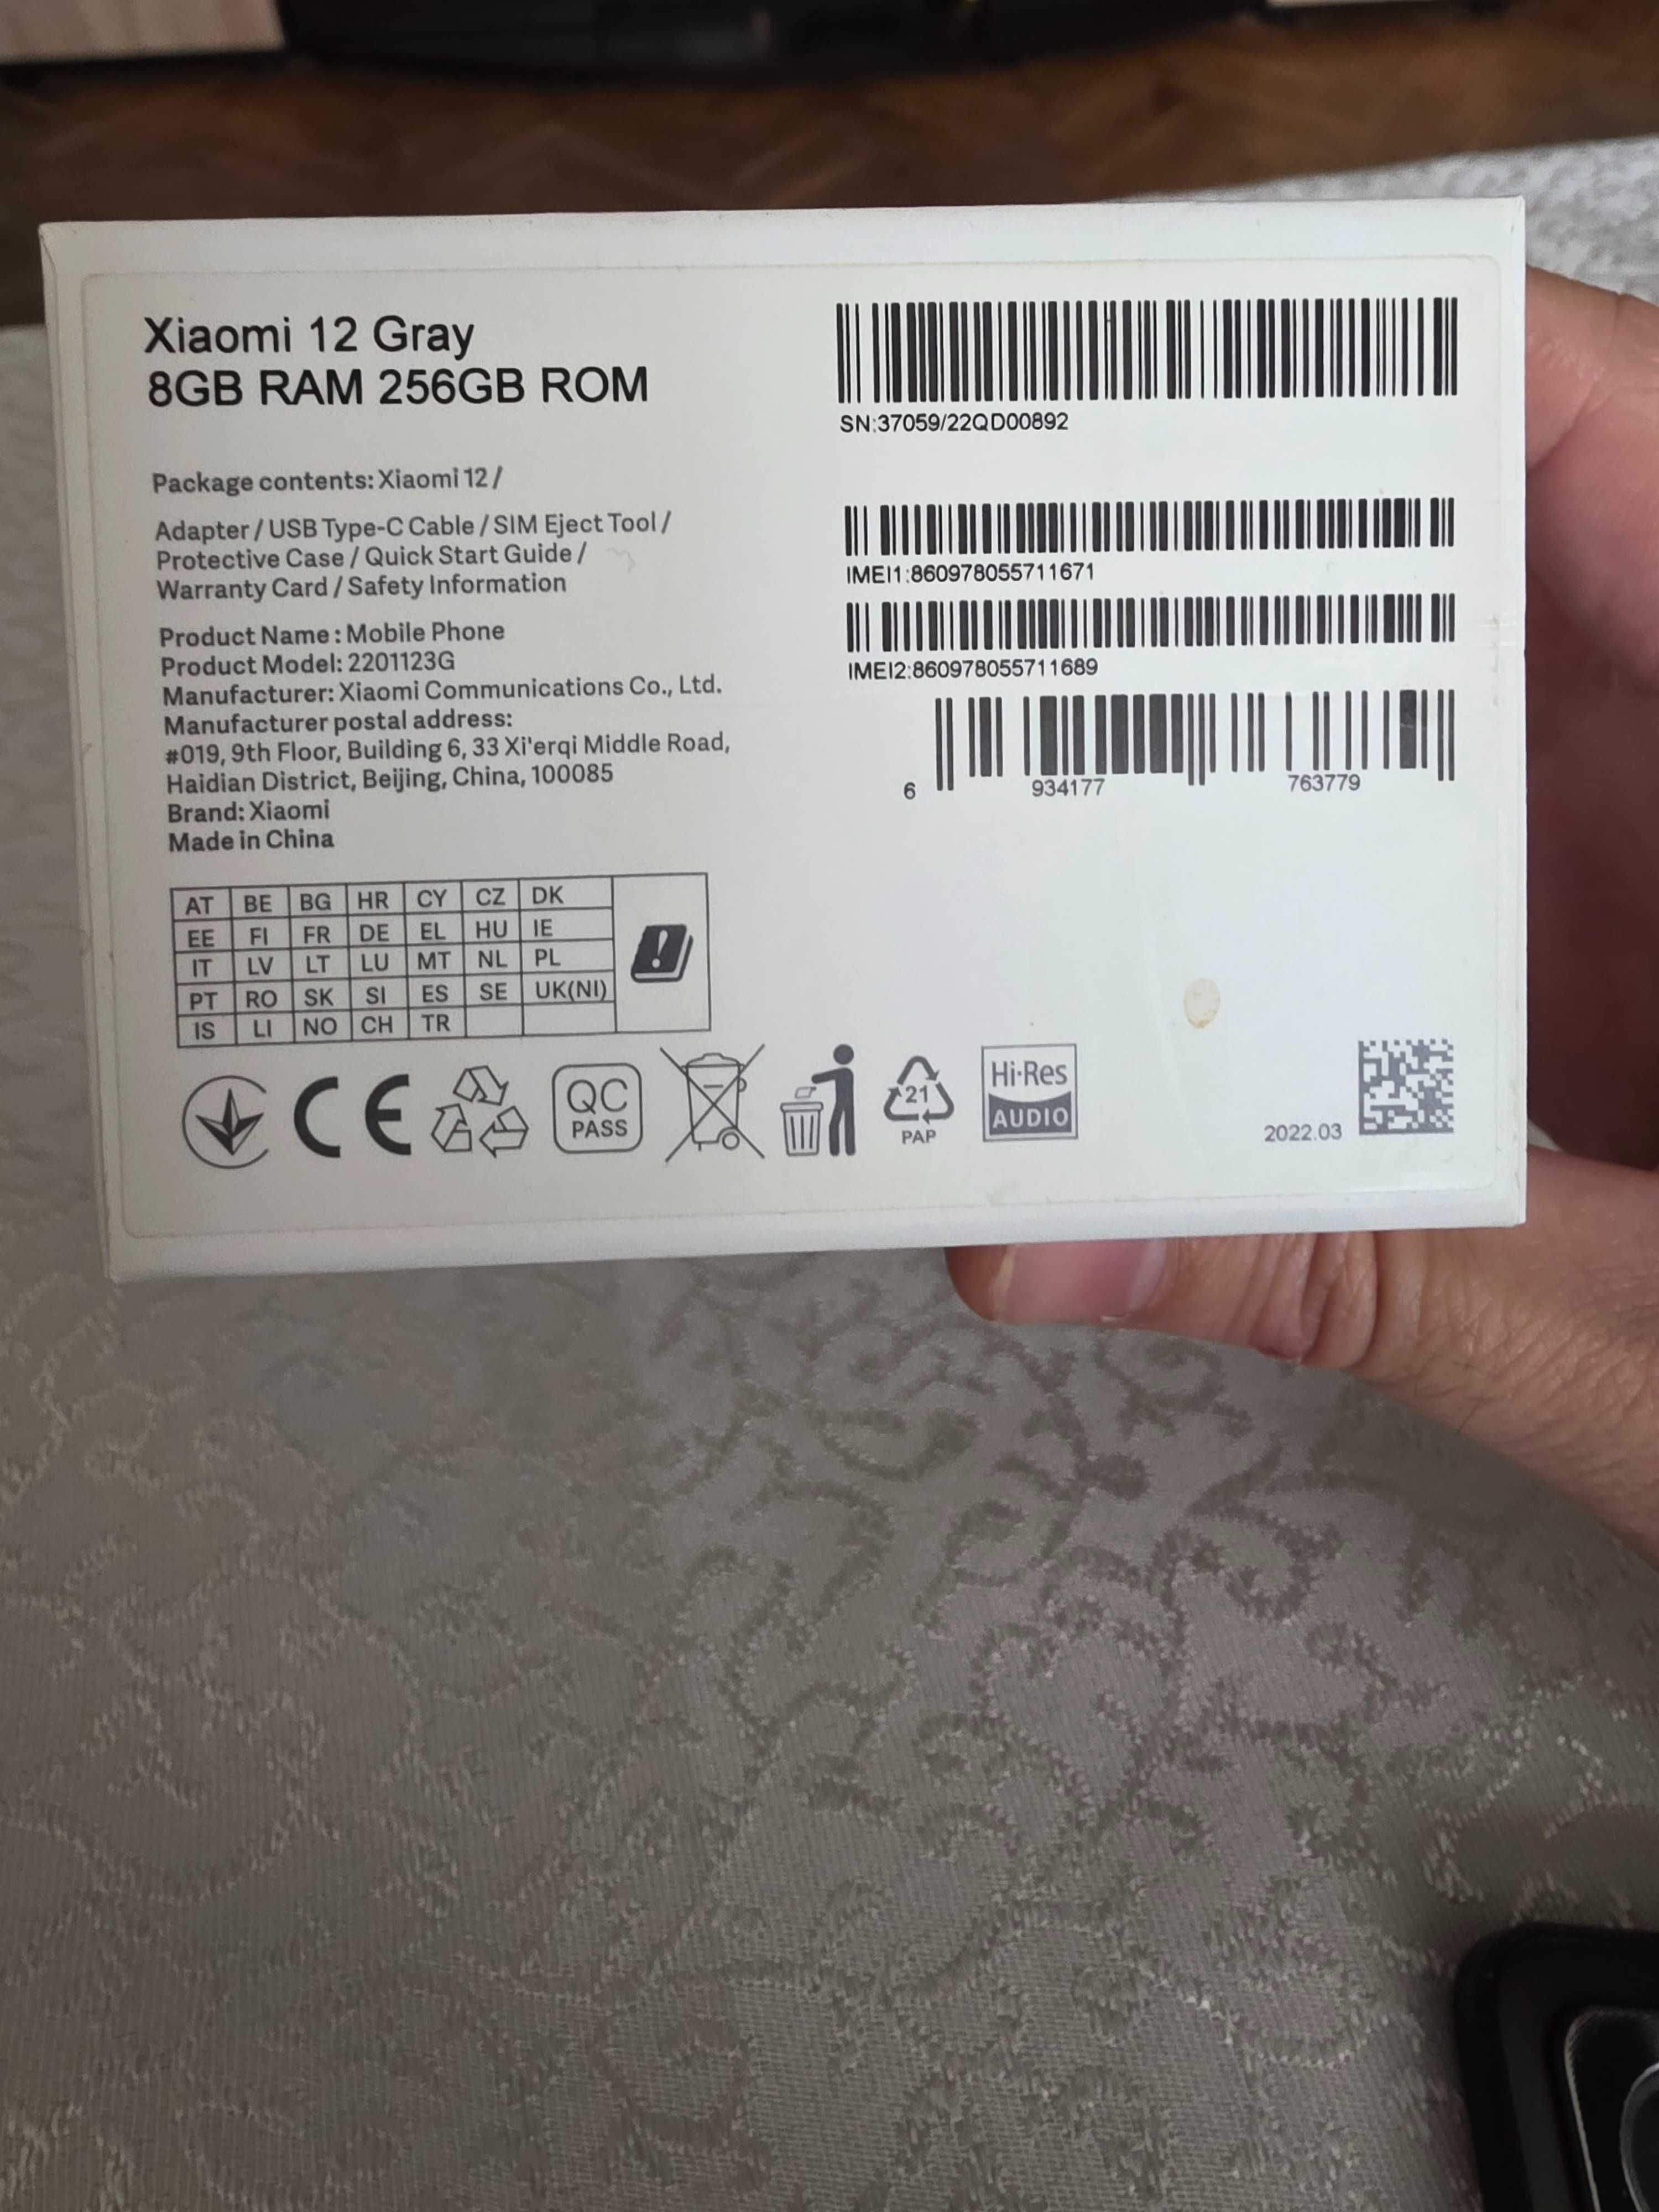 Xiaomi 12 Gray
8GB RAM 256GB ROM
Package contents: Xiaomi 12 /
Adapter / USB Type-C Cable / SIM Eject Tool /
Protective Case / Quick Start Guide /
Warranty Card / Safety Information
Product Name : Mobile Phone
Product Model: 2201123G
Manufacturer: Xiaomi Communications Co., Ltd.
Manufacturer postal address:
#019, 9th Floor, Building 6, 33 Xi'erqi Middle Road,
Haidian District, Beijing, China, 100085
Brand: Xiaomi
Made in China
SN:37059/22QD00892
IMEI1:860978055711671
IMEI2:860978055711689
6 934177 763779
AT BE BG HR CY CZ DK
EE FI FR DE EL HU IE
IT LV LT LU MT NL PL
PT RO SK SI ES SE UK(NI)
IS LI NO CH TR
CE
QC
PASS
21
PAP
Hi-Res
AUDIO
2022.03